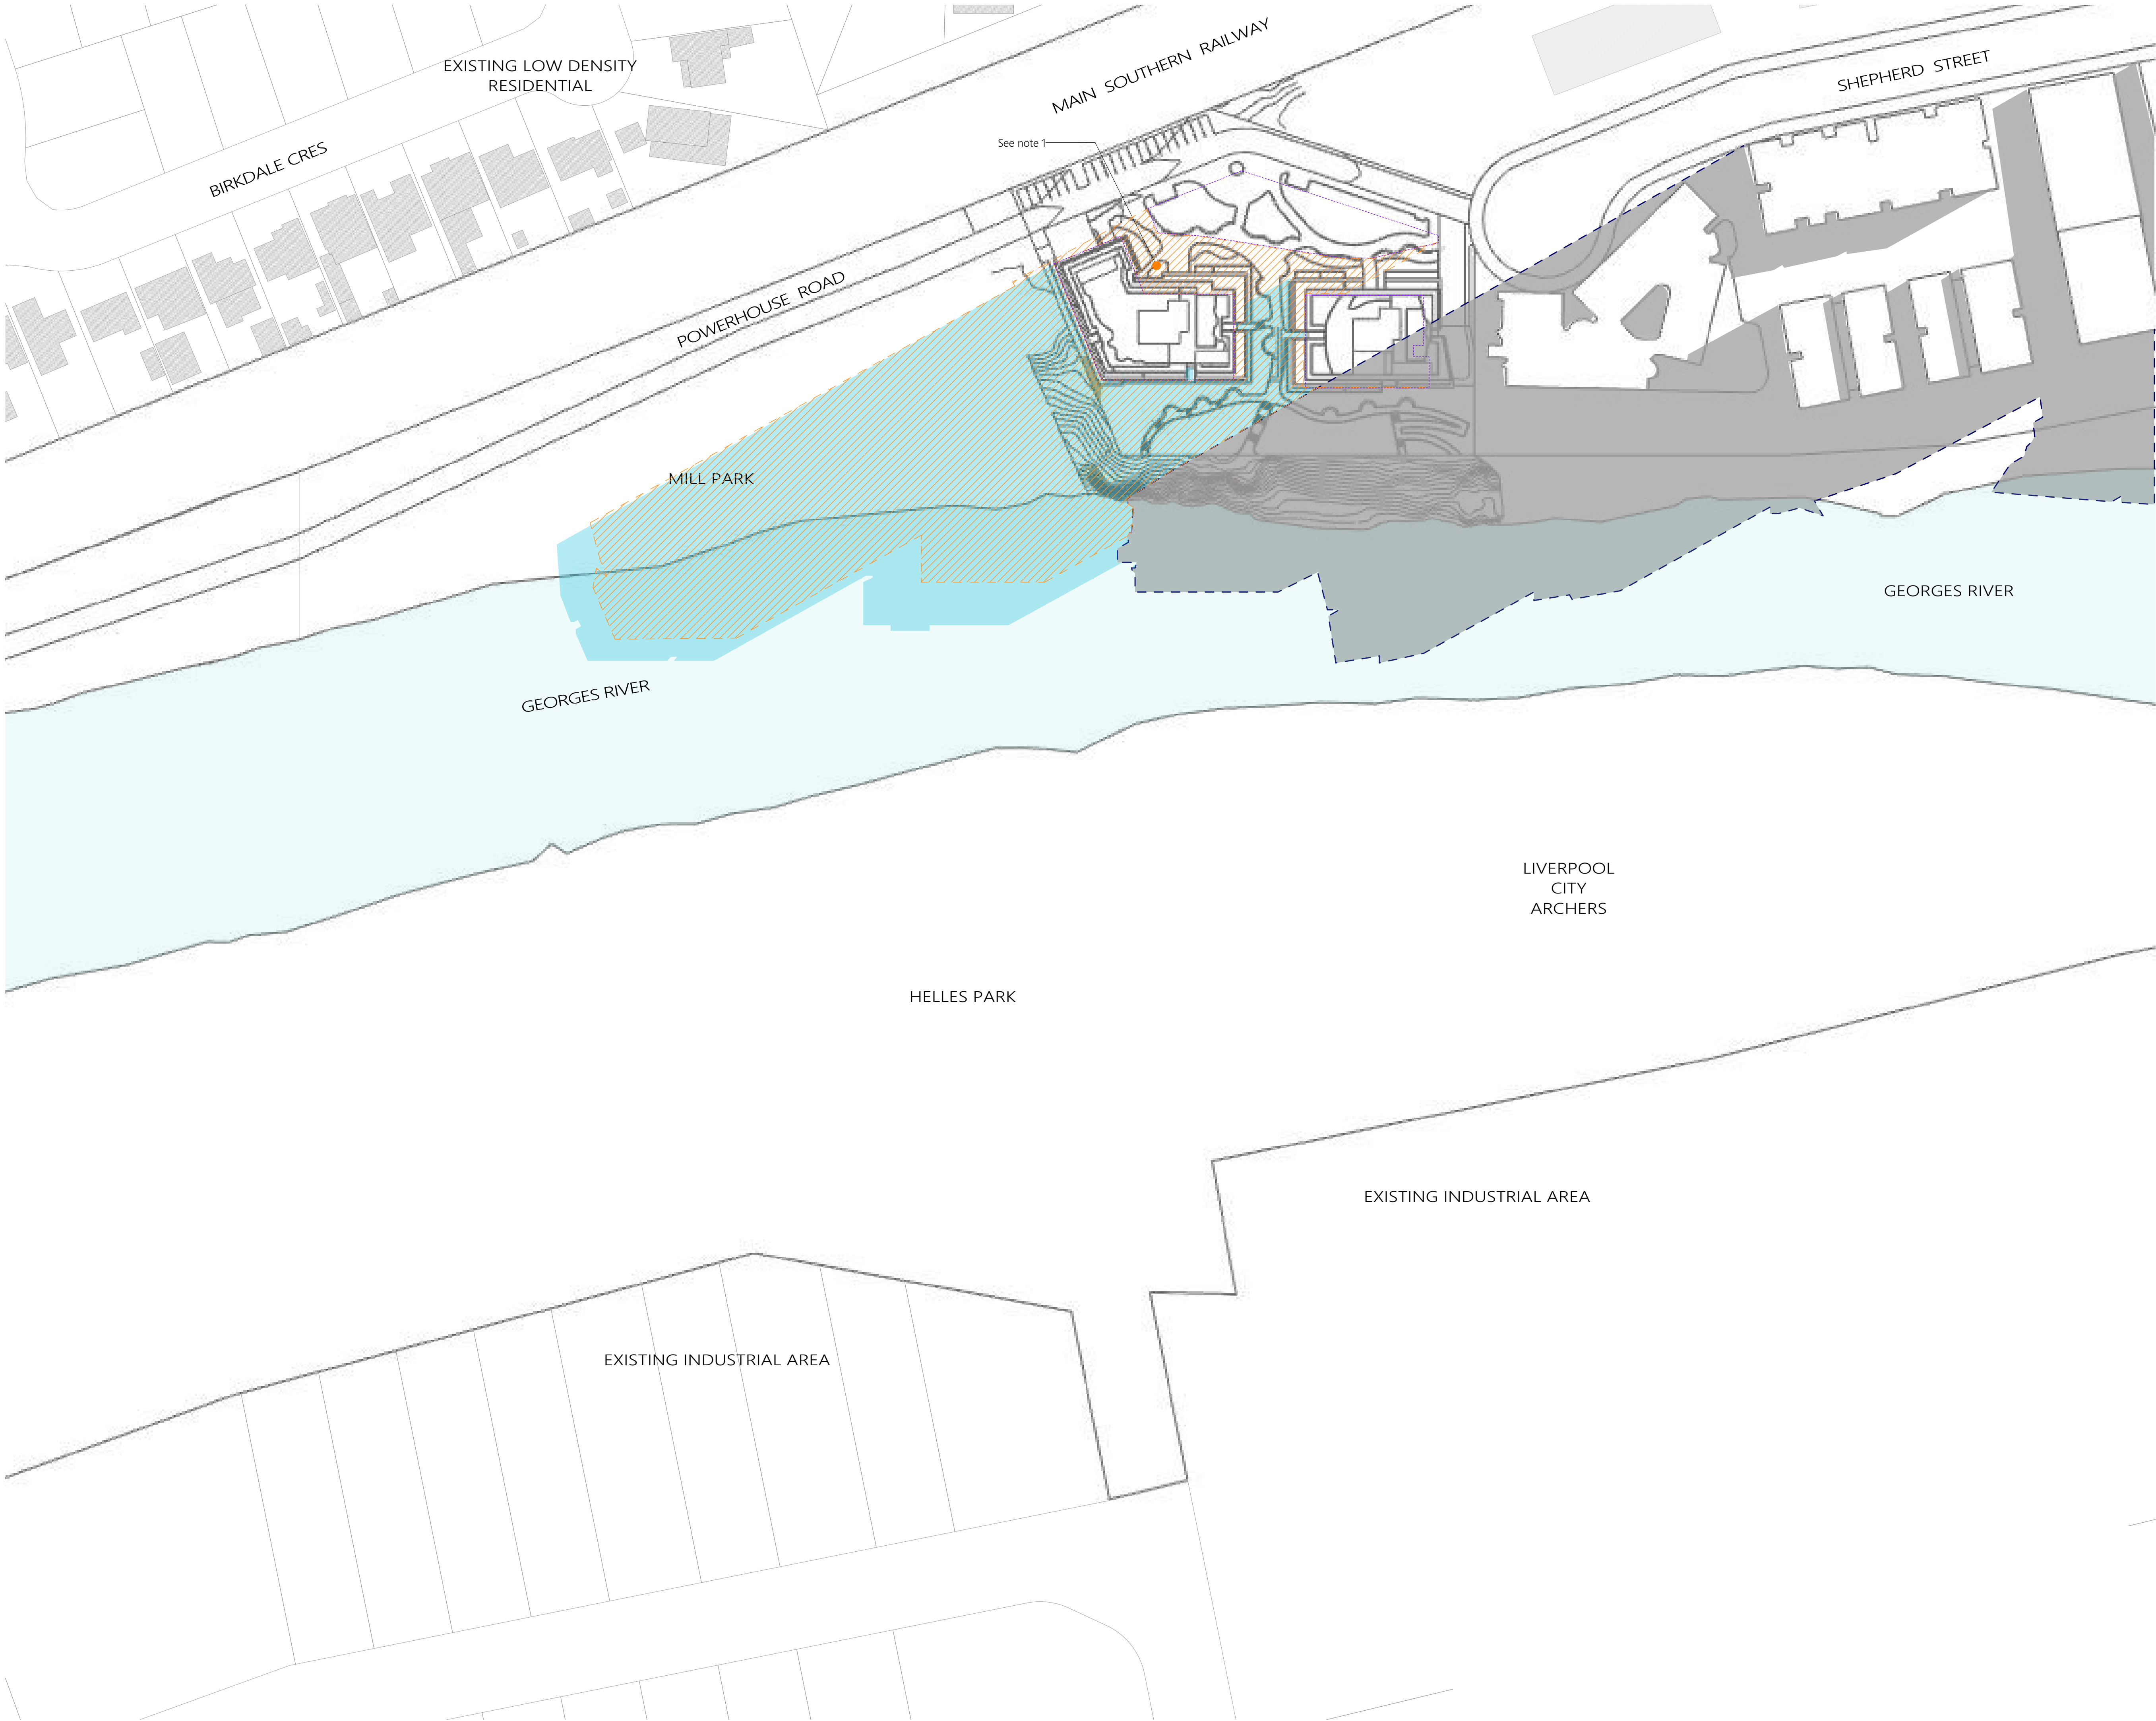 EXISTING LOW DENSITY
RESIDENTIAL
MAIN SOUTHERN RAILWAY
SHEPHERD STREET
See note 1
BIRKDALE CRES
POWERHOUSE ROAD
MILL PARK
GEORGES RIVER
GEORGES RIVER
LIVERPOOL
CITY
ARCHERS
HELLES PARK
EXISTING INDUSTRIAL AREA
EXISTING INDUSTRIAL AREA